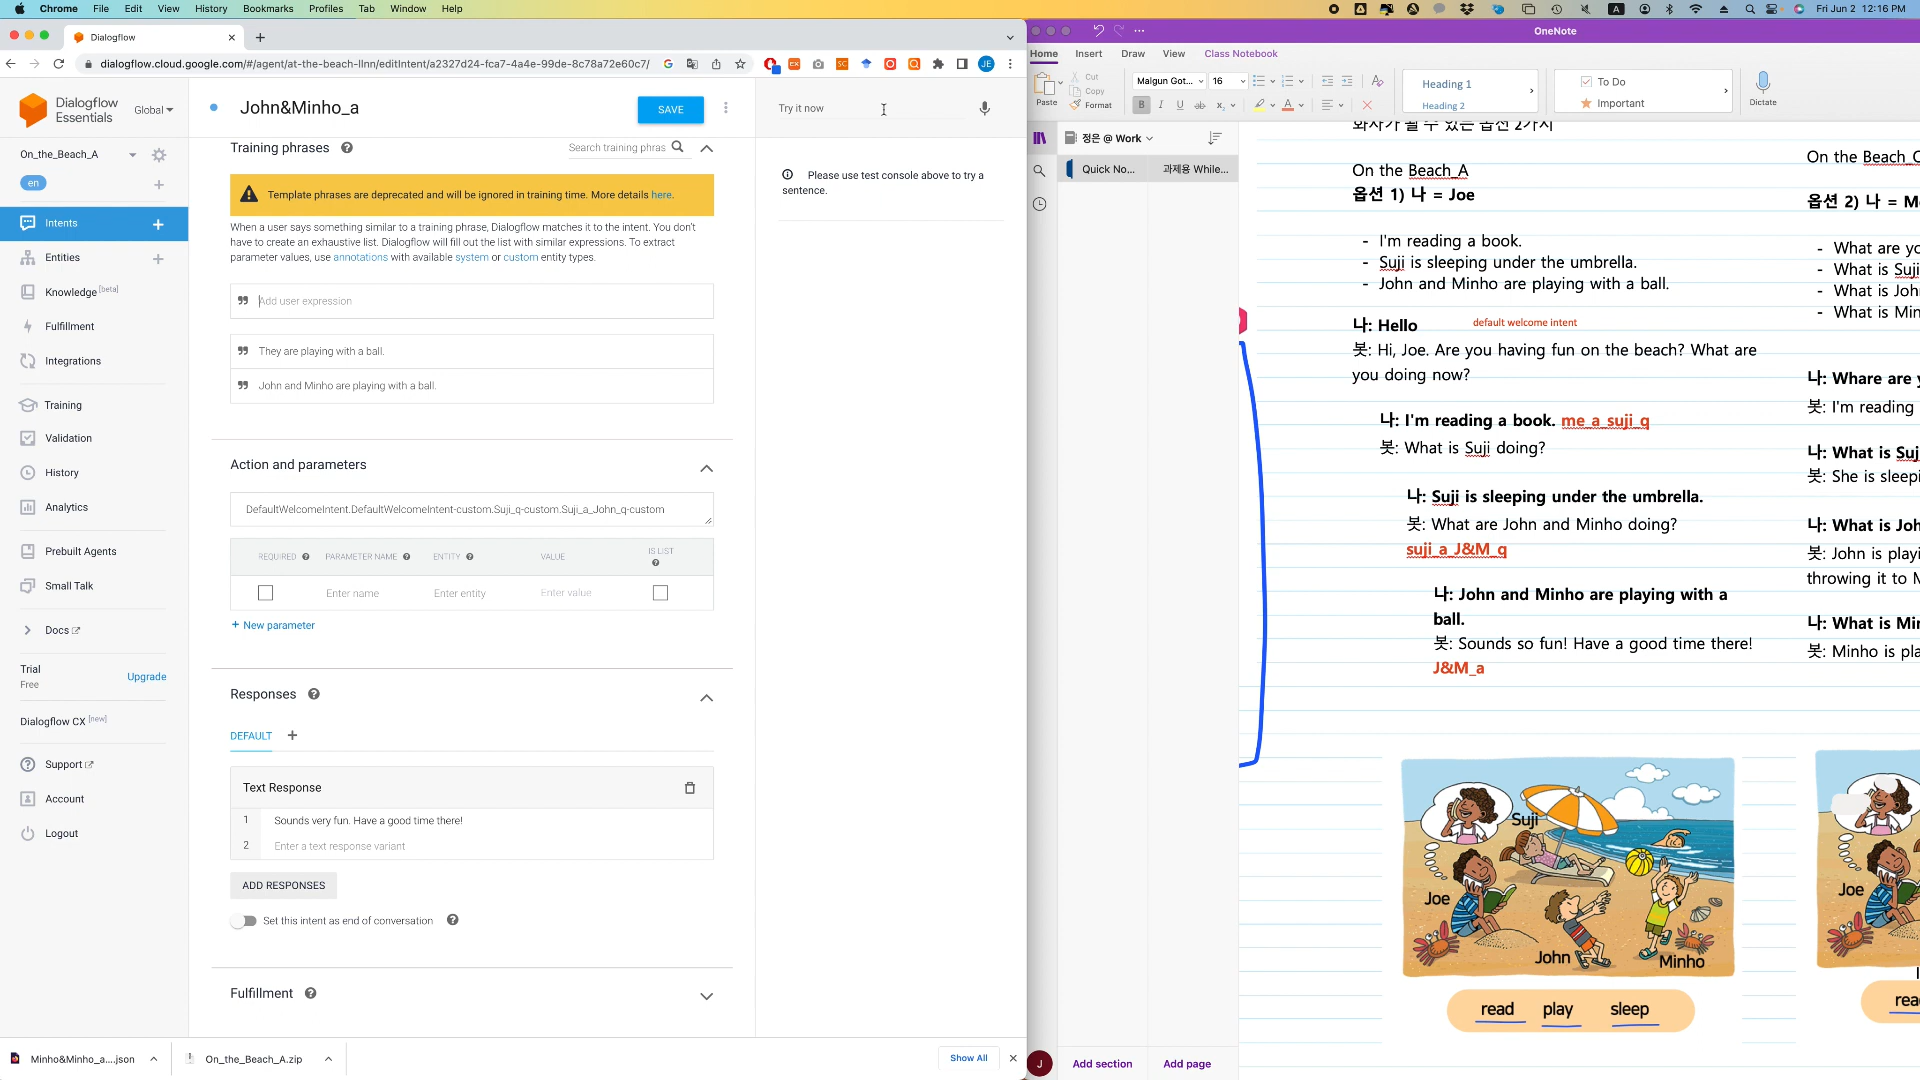 Chrome File Edit View History Bookmarks Profiles Tab Window Help
Fri Jun 2 12:16 PM
Dialogflow
dialogflow.cloud.google.com/#/agent/at-the-beach-llnn/editIntent/a2327d24-fca7-4a4e-99de-8c78a72e60c7/
JE
Dialogflow
Essentials
Global
On_the_Beach_A
en
Intents
Entities
Knowledge [beta]
Fulfillment
Integrations
Training
Validation
History
Analytics
Prebuilt Agents
Small Talk
Docs
Trial
Free
Upgrade
Dialogflow CX [new]
Support
Account
Logout
John&Minho_a
SAVE
Training phrases
Search training phras
Template phrases are deprecated and will be ignored in training time. More details here.
When a user says something similar to a training phrase, Dialogflow matches it to the intent. You don't
have to create an exhaustive list. Dialogflow will fill out the list with similar expressions. To extract
parameter values, use annotations with available system or custom entity types.
Add user expression
They are playing with a ball.
John and Minho are playing with a ball.
Action and parameters
DefaultWelcomeIntent.DefaultWelcomeIntent-custom.Suji_q-custom.Suji_a_John_q-custom
REQUIRED PARAMETER NAME ENTITY VALUE IS LIST
Enter name Enter entity Enter value
+ New parameter
Responses
DEFAULT
Text Response
1 Sounds very fun. Have a good time there!
2 Enter a text response variant
ADD RESPONSES
Set this intent as end of conversation
Fulfillment
Try it now
Please use test console above to try a
sentence.
Minho&Minho_a....json
On_the_Beach_A.zip
Show All
OneNote
Home Insert Draw View Class Notebook
Paste
Cut
Copy
Format
Malgun Got...
16
Heading 1
Heading 2
To Do
Important
Dictate
정은 @ Work
Quick No...
과제용 While...
J
Add section
Add page
화자가 될 수 있는 옵션 2가지
On the Beach_A
옵션 1) 나 = Joe
- I'm reading a book.
- Suji is sleeping under the umbrella.
- John and Minho are playing with a ball.
나: Hello
default welcome intent
봇: Hi, Joe. Are you having fun on the beach? What are
you doing now?
나: I'm reading a book. me_a_suji_q
봇: What is Suji doing?
나: Suji is sleeping under the umbrella.
봇: What are John and Minho doing?
suji_a_J&M_q
나: John and Minho are playing with a
ball.
봇: Sounds so fun! Have a good time there!
J&M_a
Suji
Joe
John
Minho
read play sleep
On the Beach_
옵션 2) 나 = M
- What are yo
- What is Suji
- What is Joh
- What is Min
나: Whare are y
봇: I'm reading
나: What is Suj
봇: She is sleepi
나: What is Joh
봇: John is playi
throwing it to M
나: What is Min
봇: Minho is pla
Joe
rea